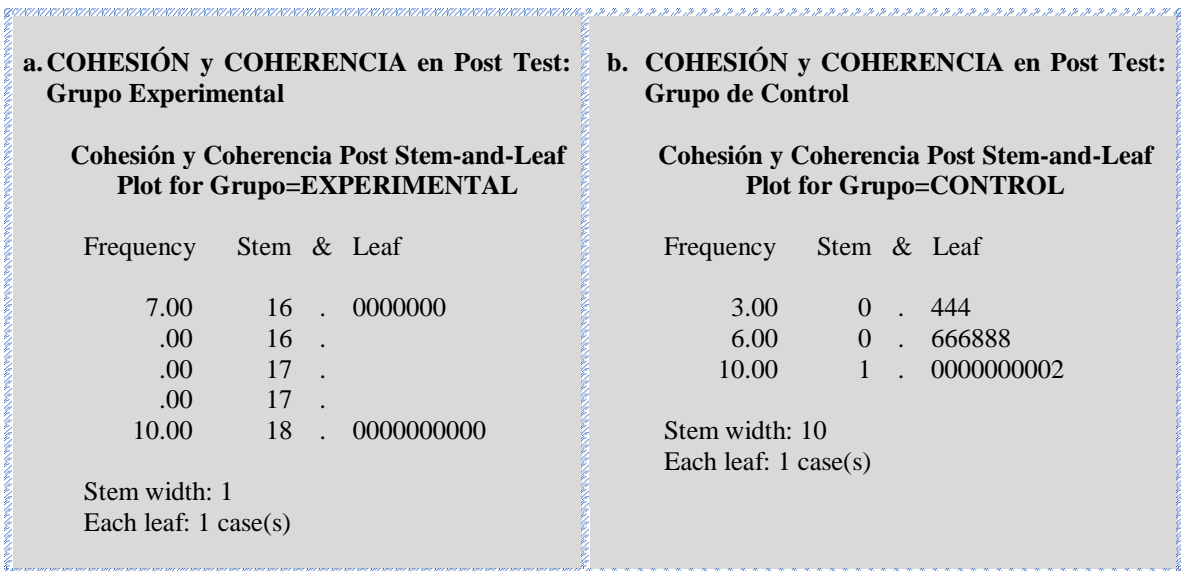 a. COHESIÓN y COHERENCIA en Post Test:
Grupo Experimental
Cohesión y Coherencia Post Stem-and-Leaf
Plot for Grupo=EXPERIMENTAL
Frequency Stem & Leaf
7.00 16 . 0000000
.00 16 .
.00 17 .
.00 17 .
10.00 18 . 0000000000
Stem width: 1
Each leaf: 1 case(s)
b. COHESIÓN y COHERENCIA en Post Test:
Grupo de Control
Cohesión y Coherencia Post Stem-and-Leaf
Plot for Grupo=CONTROL
Frequency Stem & Leaf
3.00 0 . 444
6.00 0 . 666888
10.00 1 . 0000000002
Stem width: 10
Each leaf: 1 case(s)